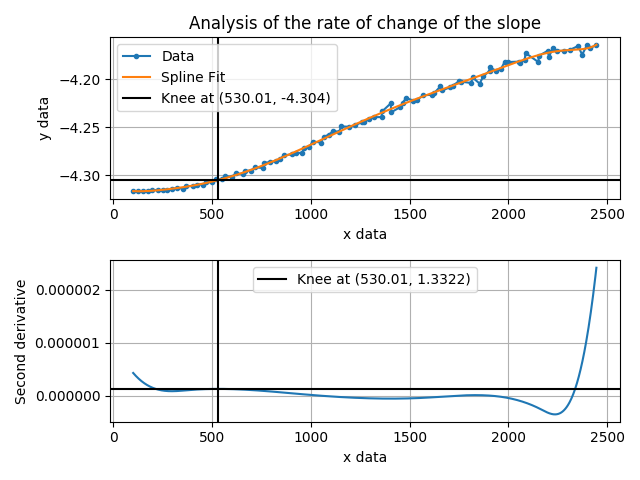 Analysis of the rate of change of the slope
Data
Spline Fit
Knee at (530.01, -4.304)
y data
−4.20
−4.25
−4.30
0 500 1000 1500 2000 2500
x data
Knee at (530.01, 1.3322)
Second derivative
0.000002
0.000001
0.000000
0 500 1000 1500 2000 2500
x data